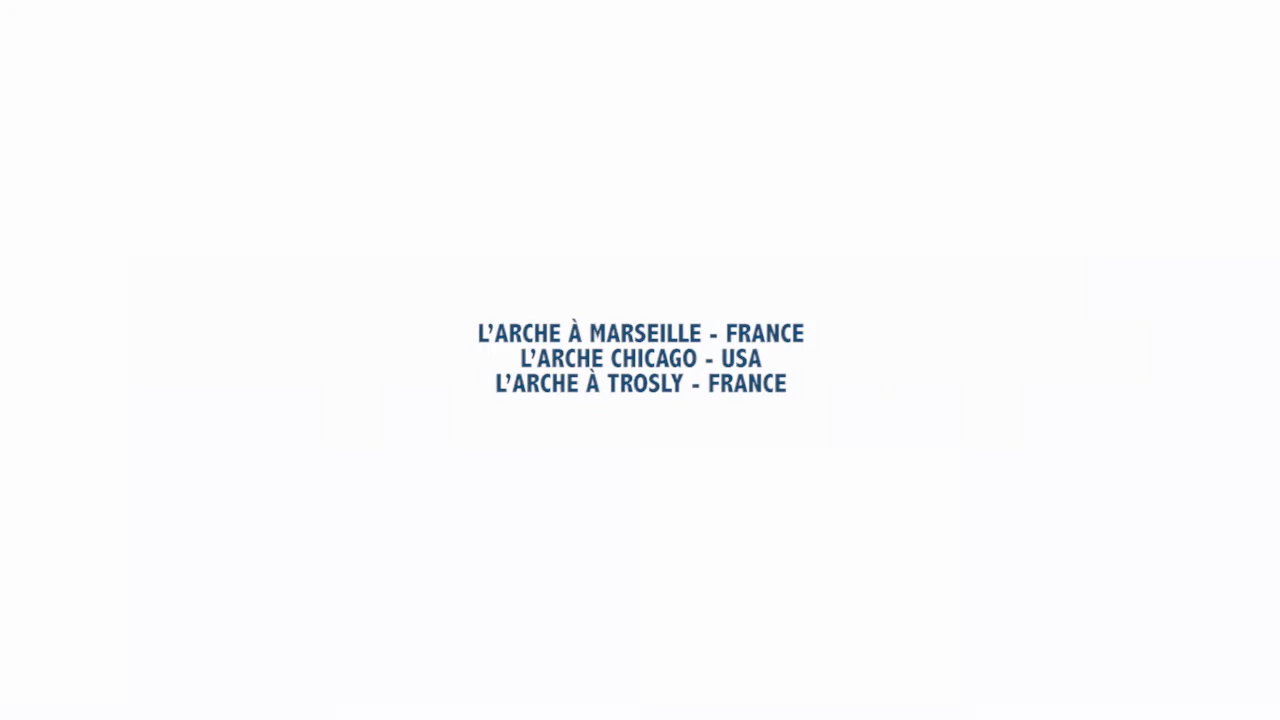 L’ARCHE À MARSEILLE - FRANCE
L’ARCHE CHICAGO - USA
L’ARCHE À TROSLY - FRANCE